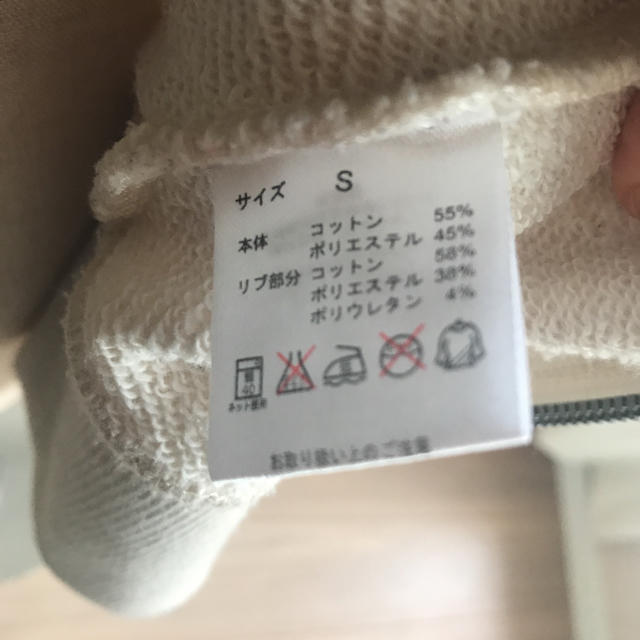 サイズ S
本体 コットン 55%
ポリエステル 45%
リブ部分 コットン 58%
ポリエステル 38%
ポリウレタン 4%
ネット使用
お取り扱い上のご注意